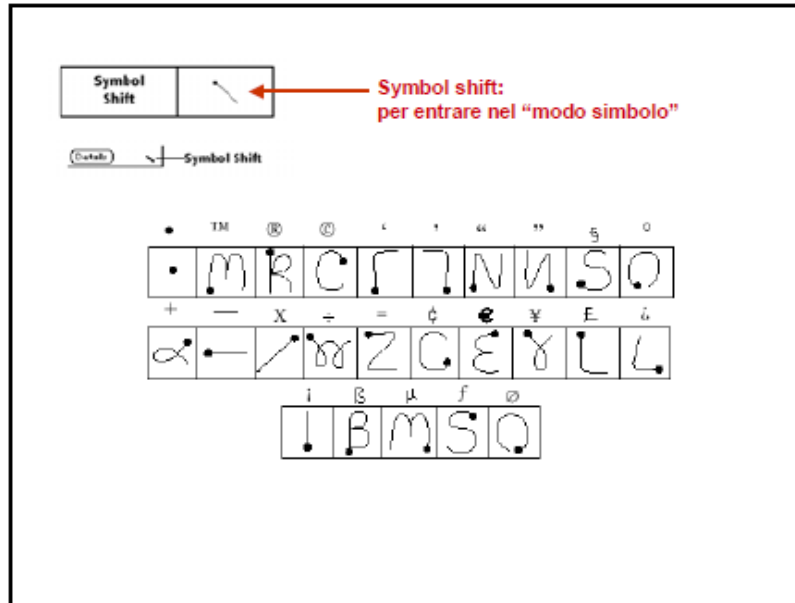 Symbol
Shift
Symbol shift:
per entrare nel “modo simbolo”
Details
Symbol Shift
• ™ ® © ‘ ’ “ ” § °
+ — X ÷ = ¢ € ¥ £ ¿
¡ ß µ ƒ ø